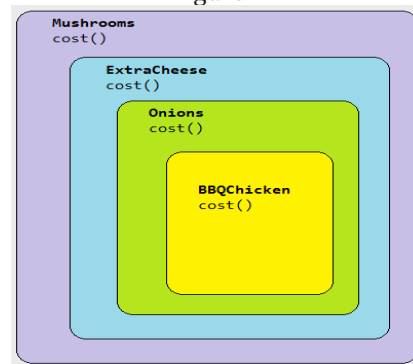 Mushrooms
cost()
ExtraCheese
cost()
Onions
cost()
BBQChicken
cost()